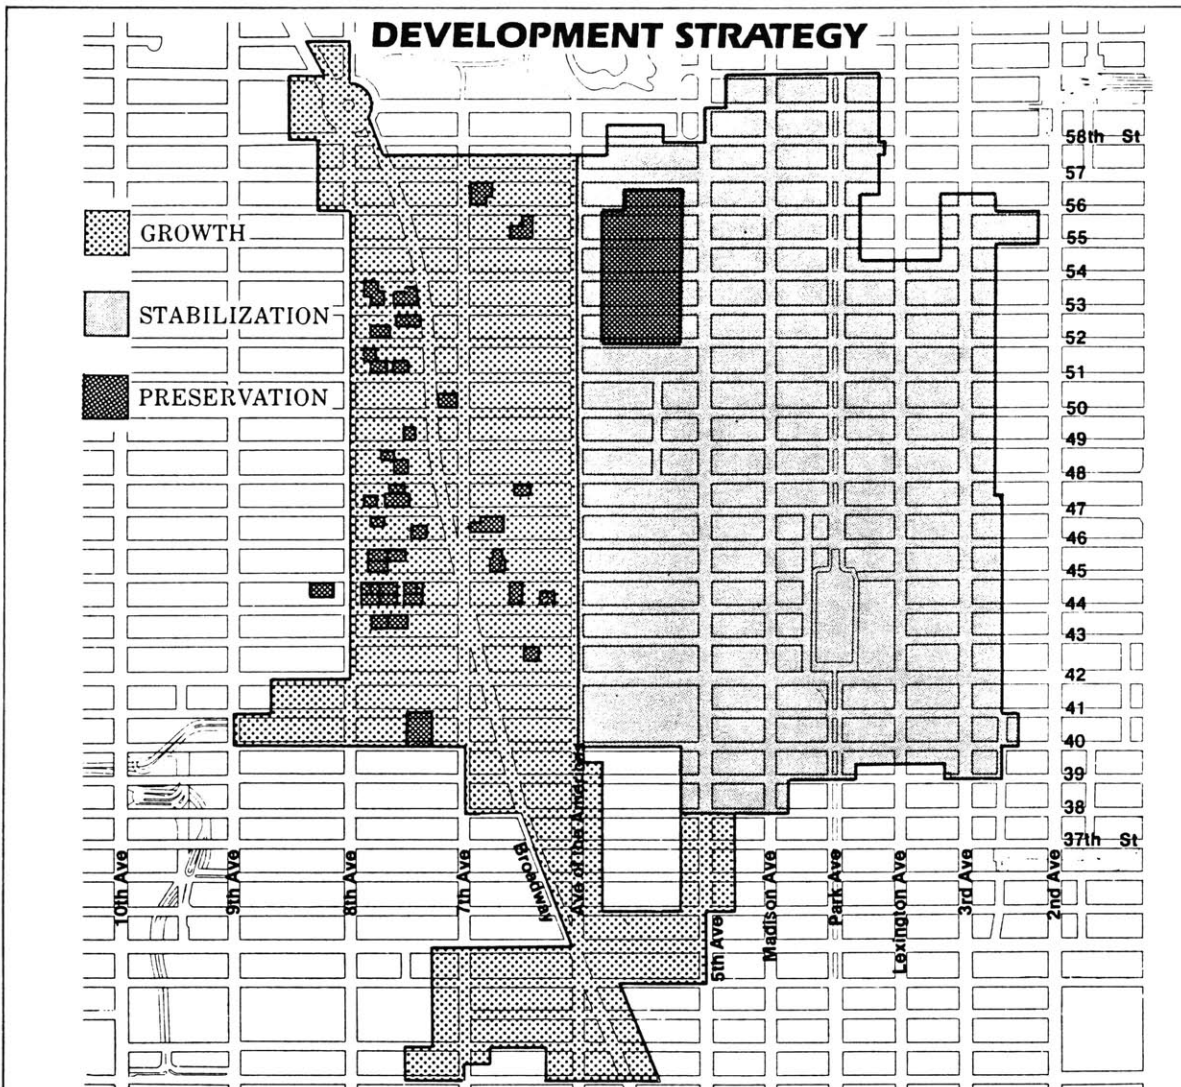 DEVELOPMENT STRATEGY
58th St
57
56
55
54
53
52
51
50
49
48
47
46
45
44
43
42
41
40
39
38
37th St
GROWTH
STABILIZATION
PRESERVATION
10th Ave
9th Ave
8th Ave
7th Ave
Broadway
Ave of the Americas
5th Ave
Madison Ave
Park Ave
Lexington Ave
3rd Ave
2nd Ave